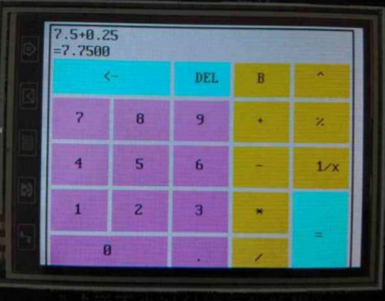 7.5+0.25
=7.7500
<- DEL B ^
7 8 9 + %
4 5 6 - 1/x
1 2 3 * =
0 . /